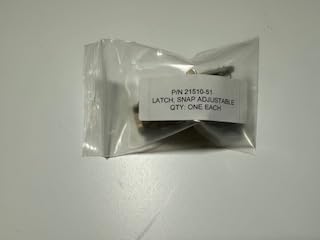 P/N 21510-51
LATCH, SNAP ADJUSTABLE
QTY: ONE EACH